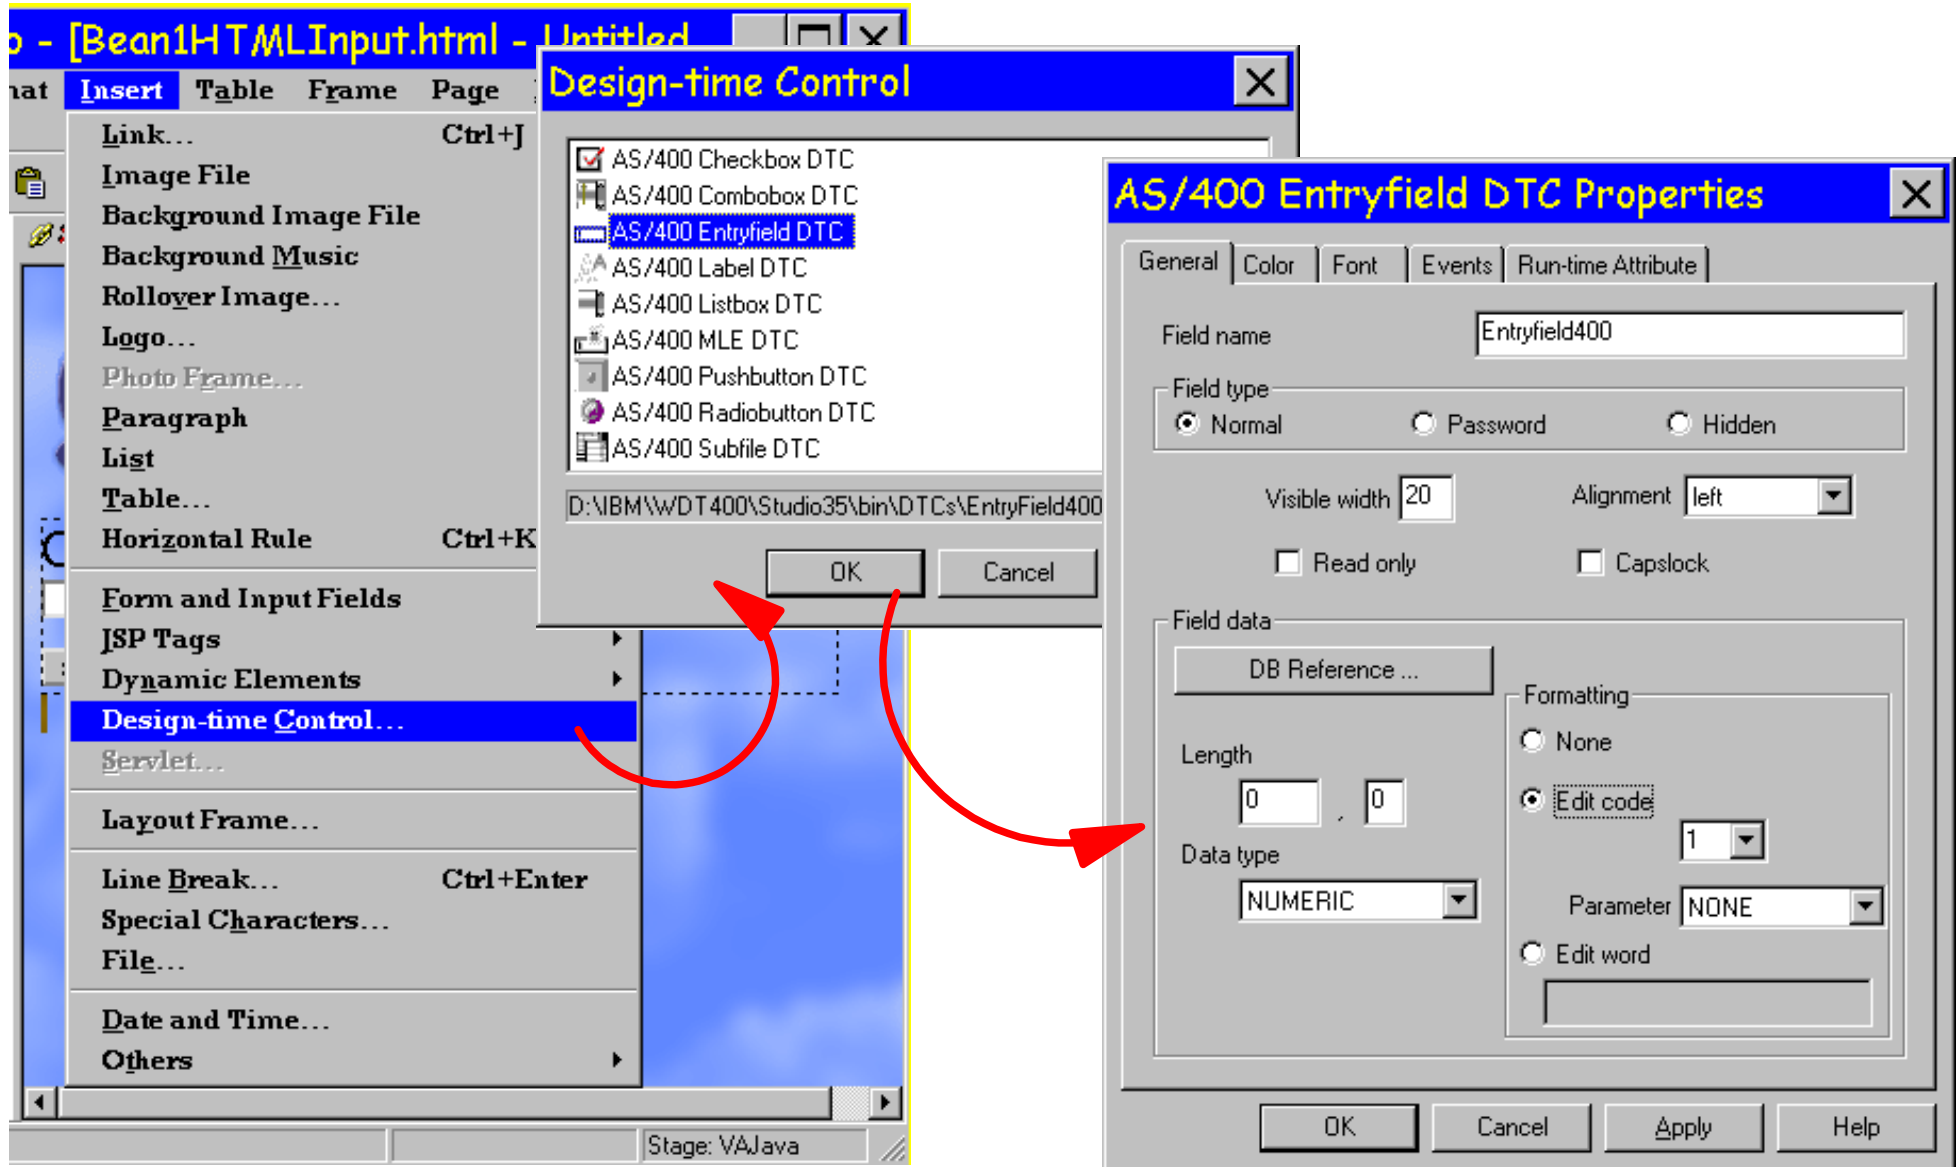 o - [Bean1HTMLInput.html - Untitled
Insert Table Frame Page
Link... Ctrl+J
Image File
Background Image File
Background Music
Rollover Image...
Logo...
Photo Frame...
Paragraph
List
Table...
Horizontal Rule Ctrl+K
Form and Input Fields
JSP Tags
Dynamic Elements
Design-time Control...
Servlet...
Layout Frame...
Line Break... Ctrl+Enter
Special Characters...
File...
Date and Time...
Others
Stage: VAJava
Design-time Control
AS/400 Checkbox DTC
AS/400 Combobox DTC
AS/400 Entryfield DTC
AS/400 Label DTC
AS/400 Listbox DTC
AS/400 MLE DTC
AS/400 Pushbutton DTC
AS/400 Radiobutton DTC
AS/400 Subfile DTC
D:\IBM\WDT400\Studio35\bin\DTCs\EntryField400
OK Cancel
AS/400 Entryfield DTC Properties
General Color Font Events Run-time Attribute
Field name Entryfield400
Field type
Normal Password Hidden
Visible width 20 Alignment left
Read only Capslock
Field data
DB Reference ...
Length
0 , 0
Data type
NUMERIC
Formatting
None
Edit code
1
Parameter NONE
Edit word
OK Cancel Apply Help